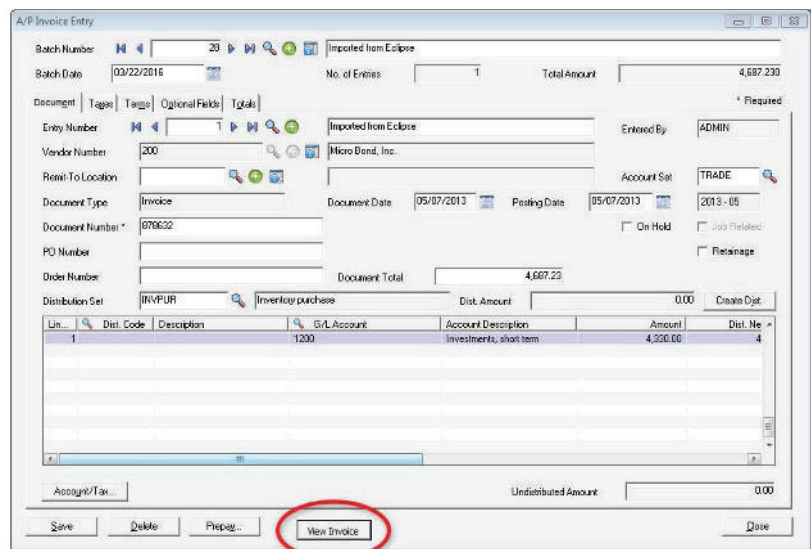 A/P Invoice Entry
Batch Number 28 Imported from Eclipse
Batch Date 03/22/2016 No. of Entries 1 Total Amount 4,687.230
Document Taxes Terms Optional Fields Totals * Required
Entry Number 1 Imported from Eclipse Entered By ADMIN
Vendor Number 200 Micro Bond, Inc.
Remit-To Location Account Set TRADE
Document Type Invoice Document Date 05/07/2013 Posting Date 05/07/2013 2013 - 05
Document Number * 878632 On Hold Job Related
PO Number Retainage
Order Number Document Total 4,687.23
Distribution Set INVPUR Inventory purchase Dist. Amount 0.00 Create Dist.
Lin... Dist. Code Description G/L Account Account Description Amount Dist. Ne
1 1200 Investments, short term 4,330.00 4
Account/Tax... Undistributed Amount 0.00
Save Delete Prepay... View Invoice Close